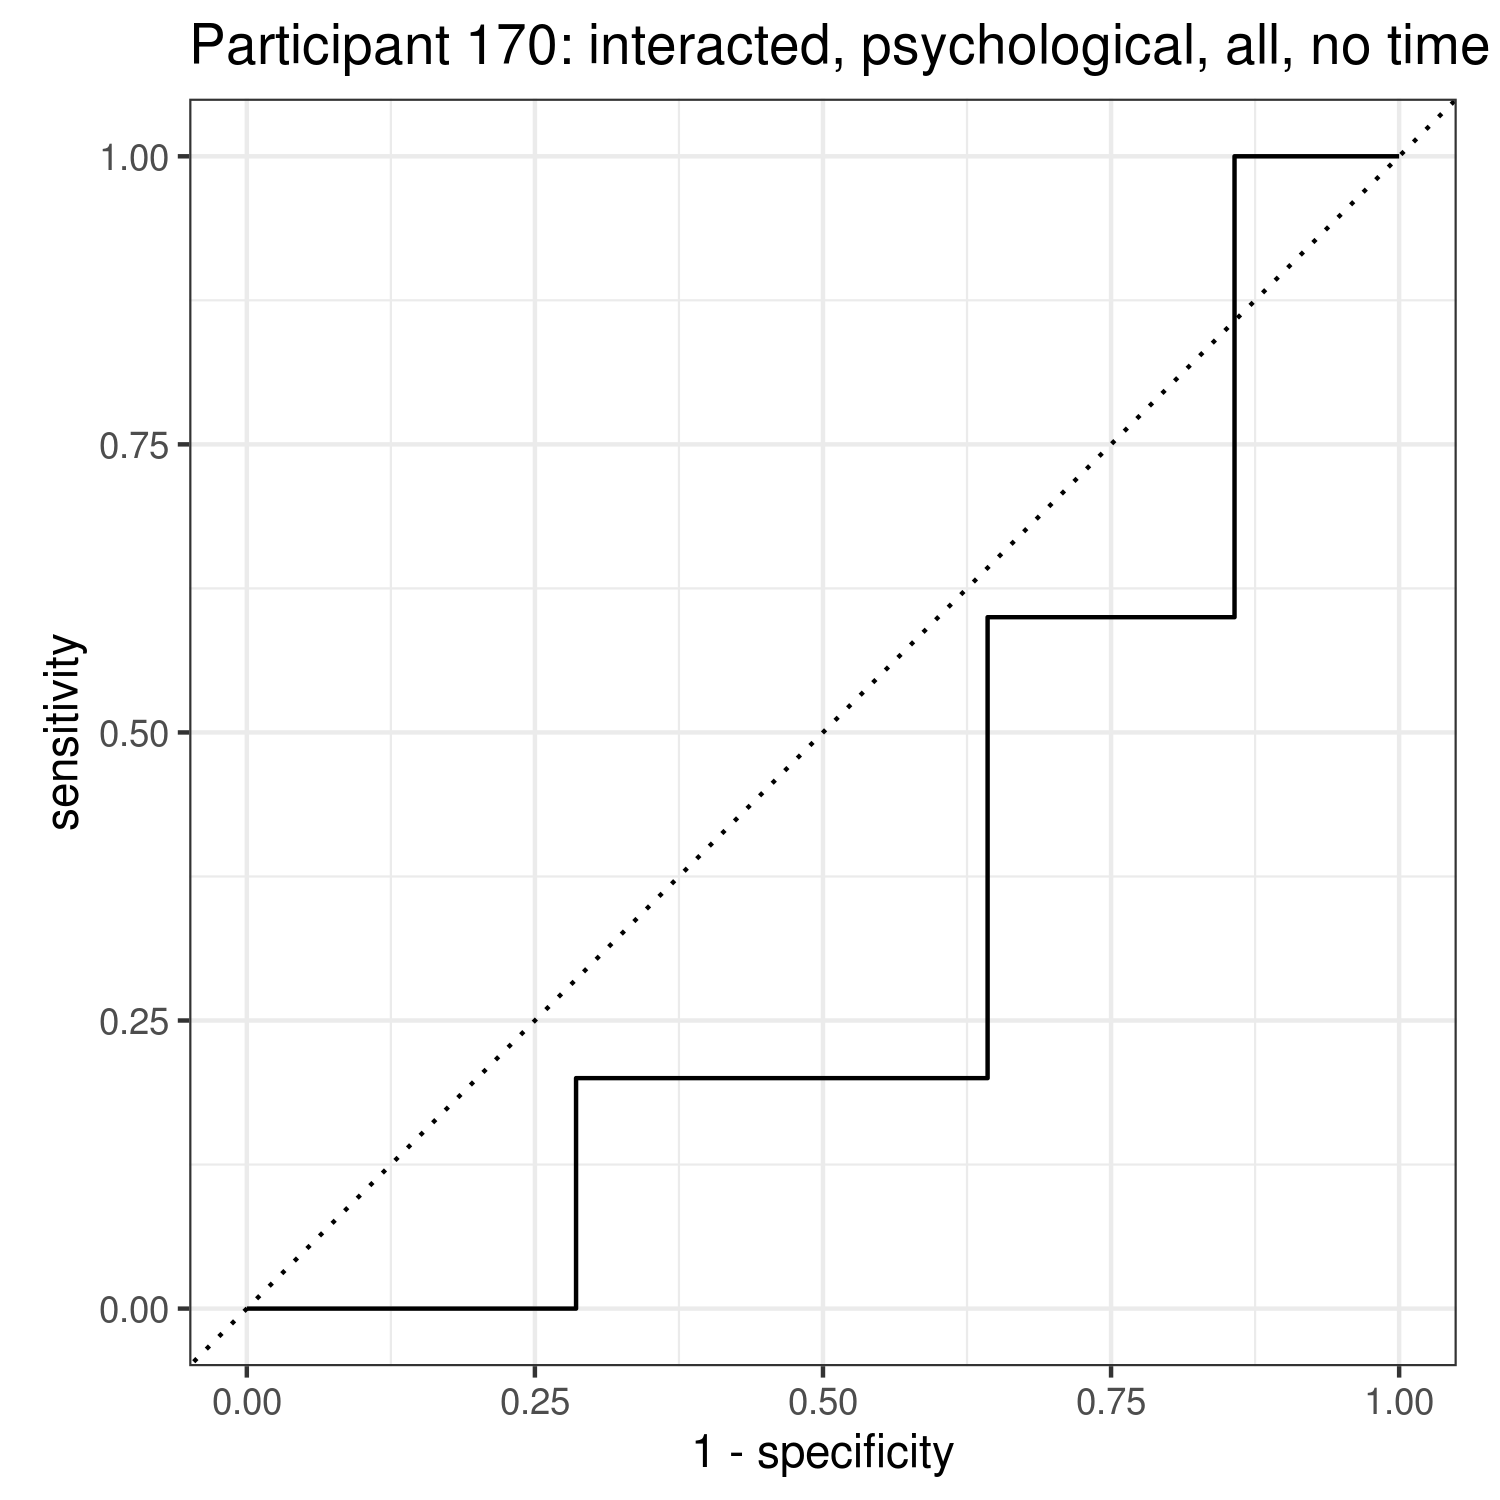 Participant 170: interacted, psychological, all, no time
1.00
0.75
0.50
0.25
0.00
sensitivity
0.00 0.25 0.50 0.75 1.00
1 - specificity